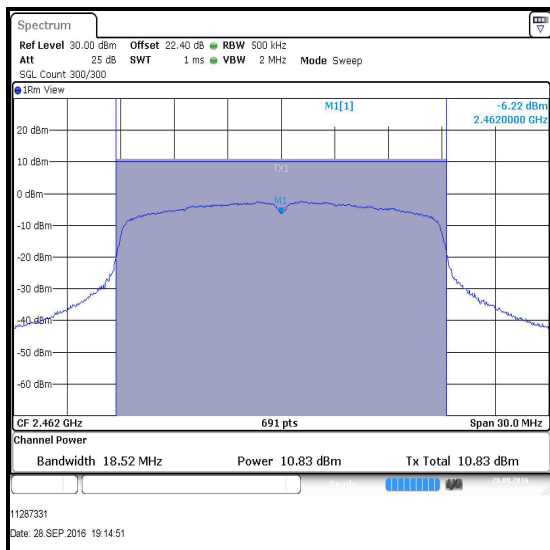 Spectrum
Ref Level 30.00 dBm Offset 22.40 dB RBW 500 kHz
Att 25 dB SWT 1 ms VBW 2 MHz Mode Sweep
SGL Count 300/300
1Rm View
M1[1] -6.22 dBm
2.4620000 GHz
20 dBm
10 dBm
TX1
0 dBm
M1
-10 dBm
-20 dBm
-30 dBm
-40 dBm
-50 dBm
-60 dBm
CF 2.462 GHz 691 pts Span 30.0 MHz
Channel Power
Bandwidth 18.52 MHz Power 10.83 dBm Tx Total 10.83 dBm
Ready 28.09.2016
11287331
Date: 28.SEP.2016 19:14:51